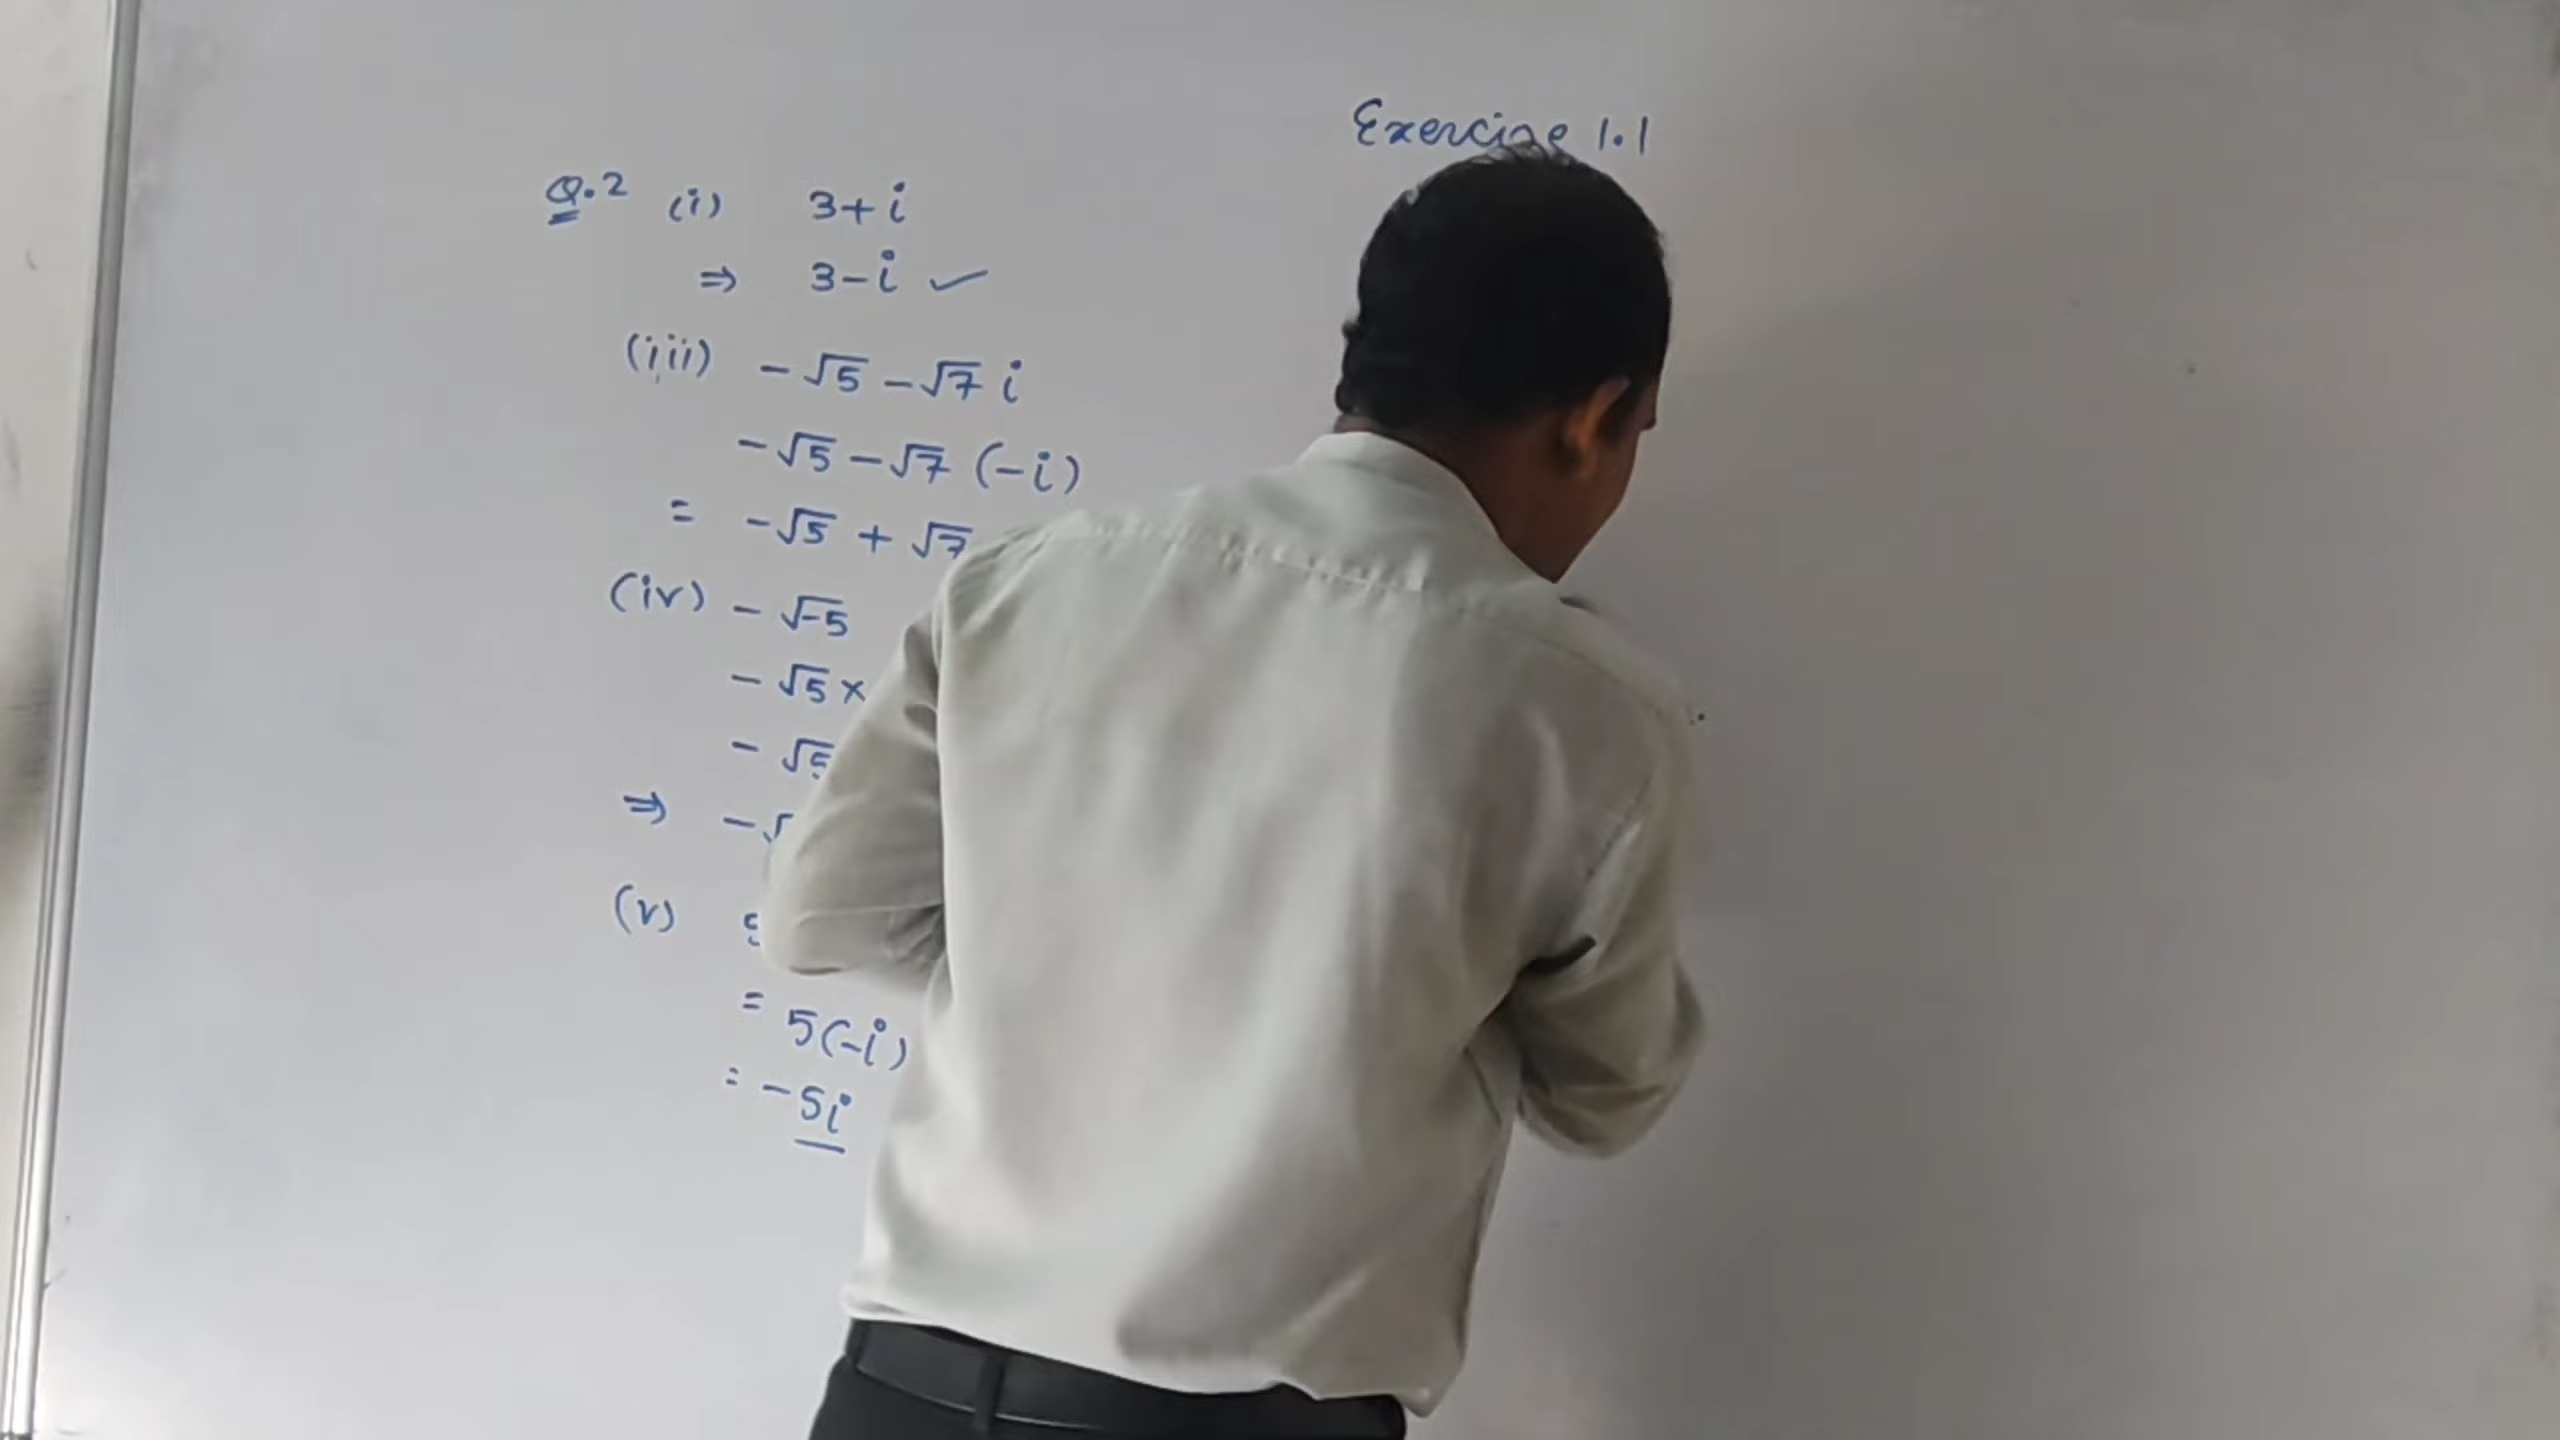 Exercise 1.1
Q.2 (i) 3+i
⇒ 3-i ✓
(iii) -√5 -√7 i
-√5 -√7 (-i)
= -√5 + √7
(iv) -√-5
-√5 ×
-√5
⇒ -√
(v)
= 5(-i)
= -5i